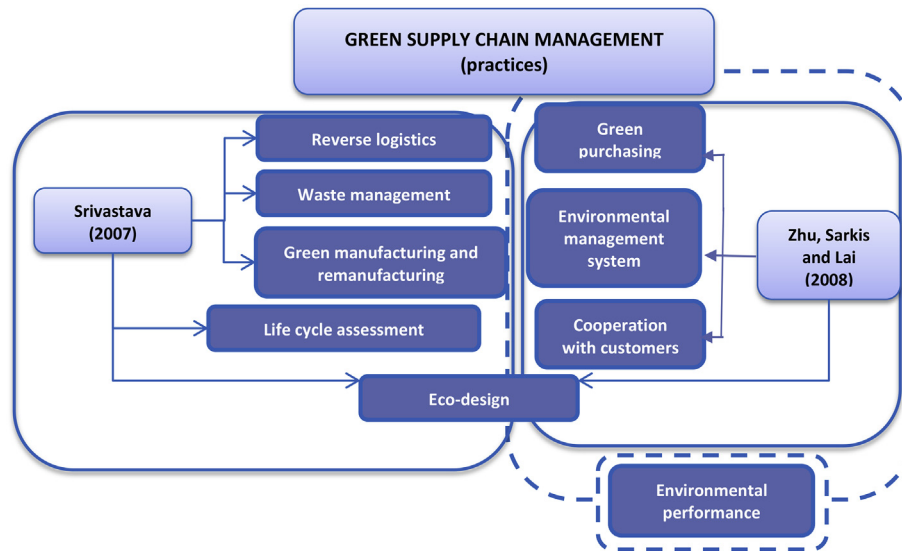 GREEN SUPPLY CHAIN MANAGEMENT
(practices)
Reverse logistics
Waste management
Srivastava
(2007)
Green manufacturing and
remanufacturing
Life cycle assessment
Green
purchasing
Environmental
management
system
Zhu, Sarkis
and Lai
(2008)
Cooperation
with customers
Eco-design
Environmental
performance